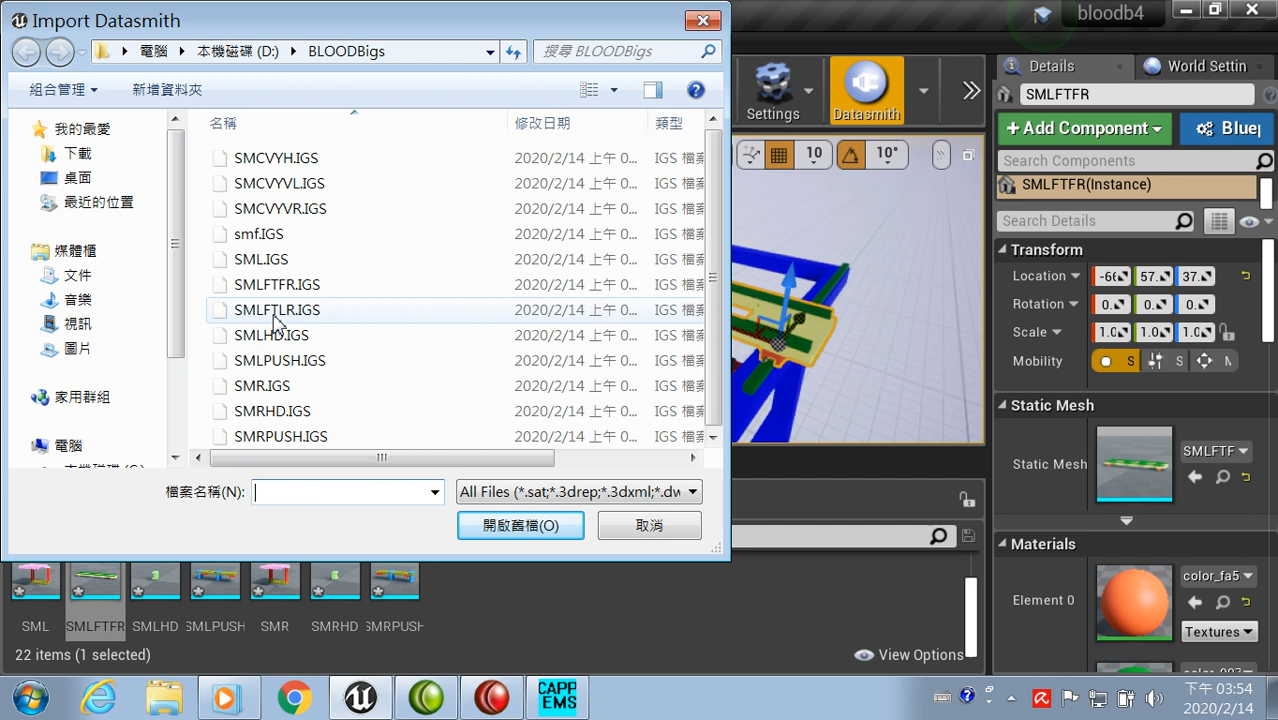 Import Datasmith
bloodb4
電腦 本機磁碟 (D:) BLOODBigs
搜尋 BLOODBigs
組合管理 新增資料夾
我的最愛
下載
桌面
最近的位置
媒體櫃
文件
音樂
視訊
圖片
家用群組
電腦
名稱 修改日期 類型
SMCVYH.IGS 2020/2/14 上午 0... IGS 檔案
SMCVYVL.IGS 2020/2/14 上午 0... IGS 檔案
SMCVYVR.IGS 2020/2/14 上午 0... IGS 檔案
smf.IGS 2020/2/14 上午 0... IGS 檔案
SML.IGS 2020/2/14 上午 0... IGS 檔案
SMLFTFR.IGS 2020/2/14 上午 0... IGS 檔案
SMLFTLR.IGS 2020/2/14 上午 0... IGS 檔案
SMLHD.IGS 2020/2/14 上午 0... IGS 檔案
SMLPUSH.IGS 2020/2/14 上午 0... IGS 檔案
SMR.IGS 2020/2/14 上午 0... IGS 檔案
SMRHD.IGS 2020/2/14 上午 0... IGS 檔案
SMRPUSH.IGS 2020/2/14 上午 0... IGS 檔案
檔案名稱(N):
All Files (*.sat;*.3drep;*.3dxml;*.dw
開啟舊檔(O) 取消
Settings Datasmith
10 10°
Details World Settin
SMLFTFR
+Add Component Bluep
Search Components
SMLFTFR(Instance)
Search Details
Transform
Location -66 57. 37.
Rotation 0. 0. 0.
Scale 1.0 1.0 1.0
Mobility S S M
Static Mesh
Static Mesh SMLFTF
Materials
Element 0 color_fa5
Textures
SML SMLFTFR SMLHD SMLPUSH SMR SMRHD SMRPUSH
22 items (1 selected) View Options
CAPP
EMS
下午 03:54
2020/2/14